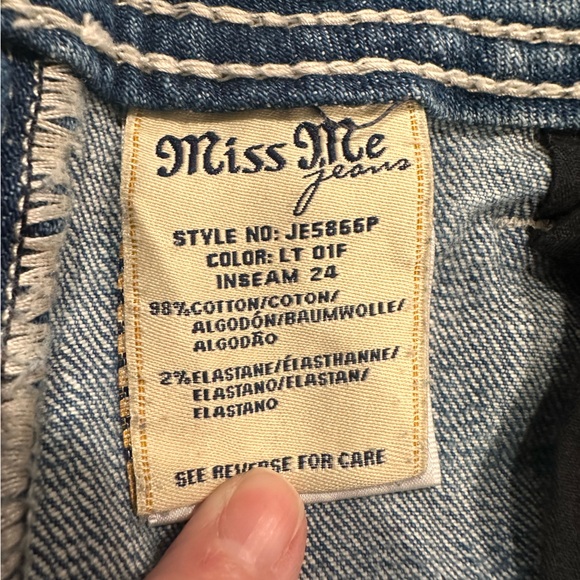 Miss Me
jeans
STYLE NO: JE5866P
COLOR: LT 01F
INSEAM 24
98%COTTON/COTON/
ALGODÓN/BAUMWOLLE/
ALGODÃO
2%ELASTANE/ÉLASTHANNE/
ELASTANO/ELASTAN/
ELASTANO
SEE REVERSE FOR CARE